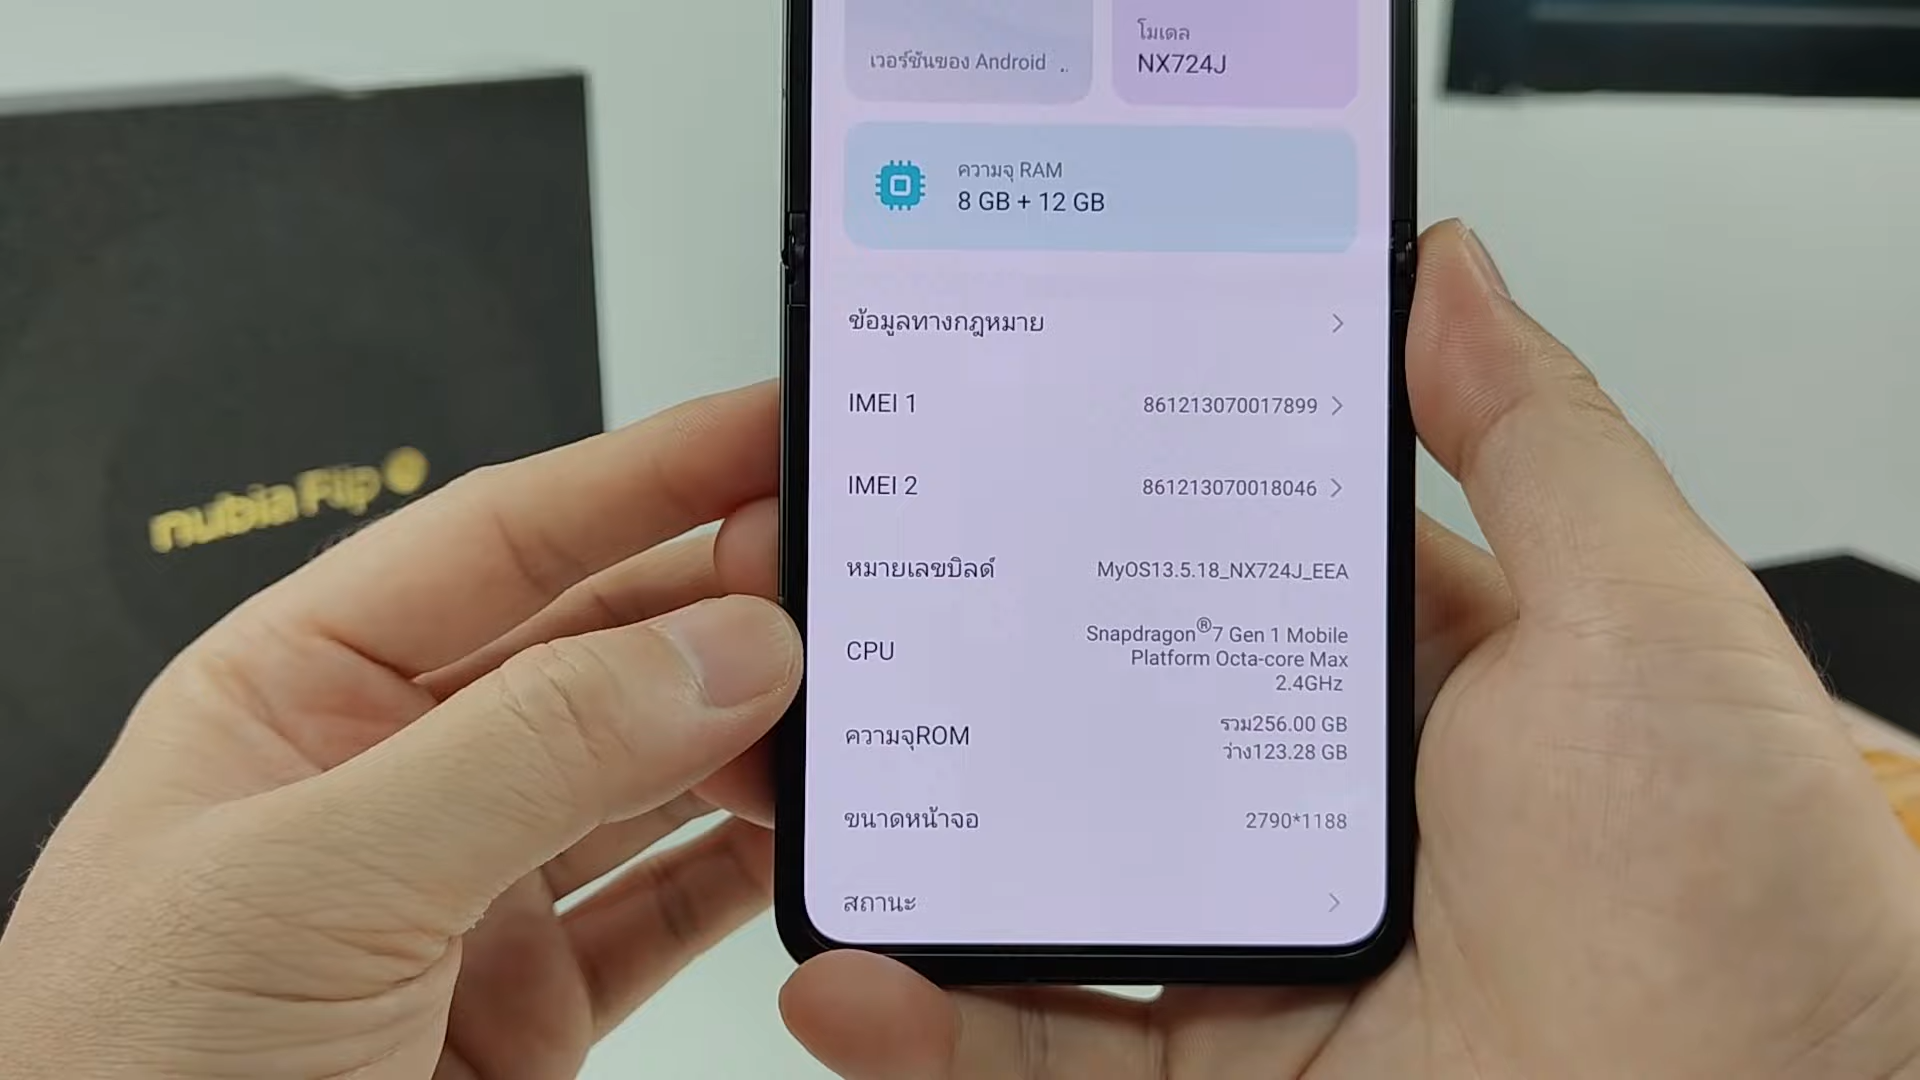 เวอร์ชันของ Android ..
โมเดล
NX724J
ความจุ RAM
8 GB + 12 GB
ข้อมูลทางกฎหมาย
IMEI 1 861213070017899
IMEI 2 861213070018046
หมายเลขบิลด์ MyOS13.5.18_NX724J_EEA
CPU Snapdragon®7 Gen 1 Mobile
Platform Octa-core Max
2.4GHz
ความจุROM รวม256.00 GB
ว่าง123.28 GB
ขนาดหน้าจอ 2790*1188
สถานะ
nubia Flip